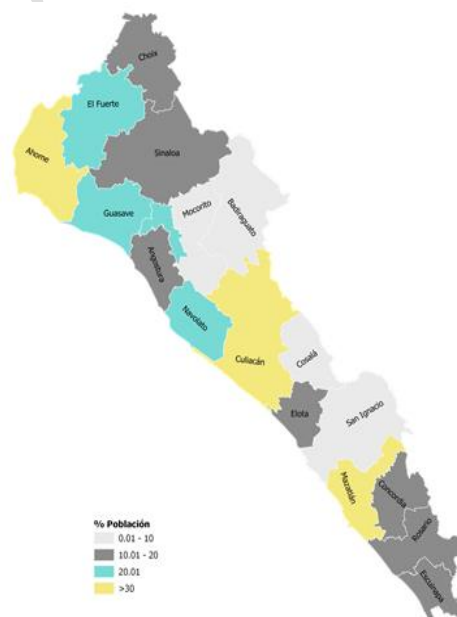 Choix
El Fuerte
Ahome
Sinaloa
Guasave
Mocorito
Badiraguato
Angostura
Navolato
Culiacán
Cosalá
Elota
San Ignacio
Mazatlán
Concordia
Rosario
Escuinapa
% Población
0.01 - 10
10.01 - 20
20.01
>30